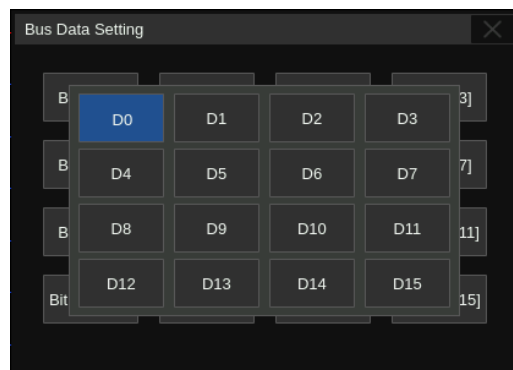 Bus Data Setting
B 3]
D0 D1 D2 D3
B 7]
D4 D5 D6 D7
B 11]
D8 D9 D10 D11
Bit 15]
D12 D13 D14 D15